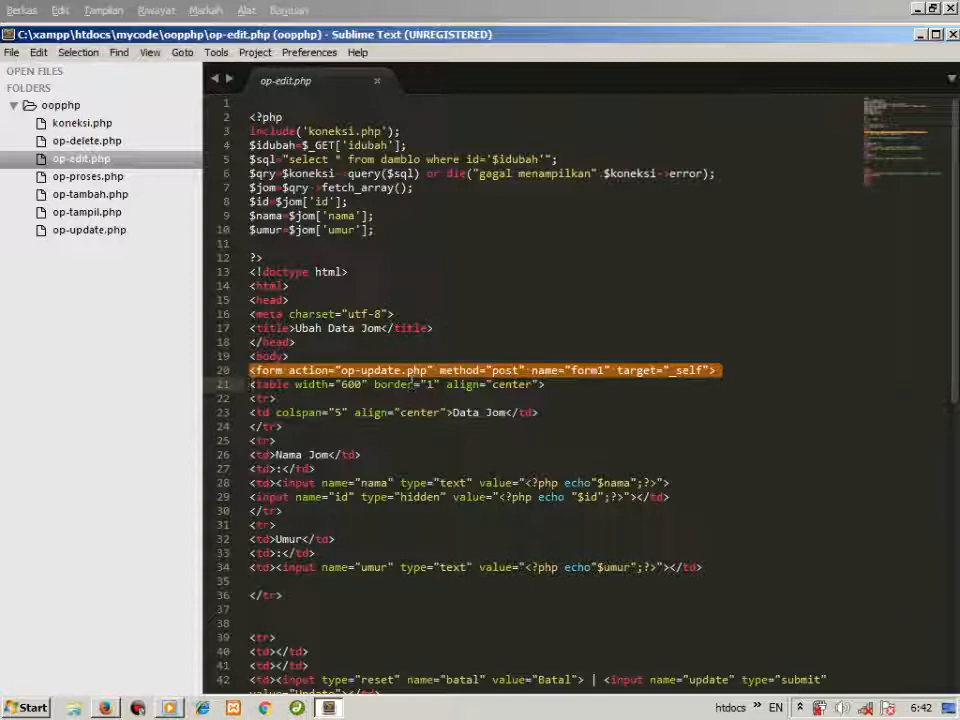 Berkas Edit Tampilan Riwayat Markah Alat Bantuan
C:\xampp\htdocs\mycode\oopphp\op-edit.php (oopphp) - Sublime Text (UNREGISTERED)
File Edit Selection Find View Goto Tools Project Preferences Help
OPEN FILES
FOLDERS
oopphp
koneksi.php
op-delete.php
op-edit.php
op-proses.php
op-tambah.php
op-tampil.php
op-update.php
op-edit.php
1
2 <?php
3 include('koneksi.php');
4 $idubah=$_GET['idubah'];
5 $sql="select * from damblo where id='$idubah'";
6 $qry=$koneksi->query($sql) or die("gagal menampilkan".$koneksi->error);
7 $jom=$qry->fetch_array();
8 $id=$jom['id'];
9 $nama=$jom['nama'];
10 $umur=$jom['umur'];
11
12 ?>
13 <!doctype html>
14 <html>
15 <head>
16 <meta charset="utf-8">
17 <title>Ubah Data Jom</title>
18 </head>
19 <body>
20 <form action="op-update.php" method="post" name="form1" target="_self">
21 <table width="600" border="1" align="center">
22 <tr>
23 <td colspan="5" align="center">Data Jom</td>
24 </tr>
25 <tr>
26 <td>Nama Jom</td>
27 <td>:</td>
28 <td><input name="nama" type="text" value="<?php echo"$nama";?>">
29 <input name="id" type="hidden" value="<?php echo "$id";?>"></td>
30 </tr>
31 <tr>
32 <td>Umur</td>
33 <td>:</td>
34 <td><input name="umur" type="text" value="<?php echo"$umur";?>"></td>
35
36 </tr>
37
38
39 <tr>
40 <td></td>
41 <td></td>
42 <td><input type="reset" name="batal" value="Batal"> | <input name="update" type="submit"
value="Update"></td>
Start
htdocs » EN 6:42